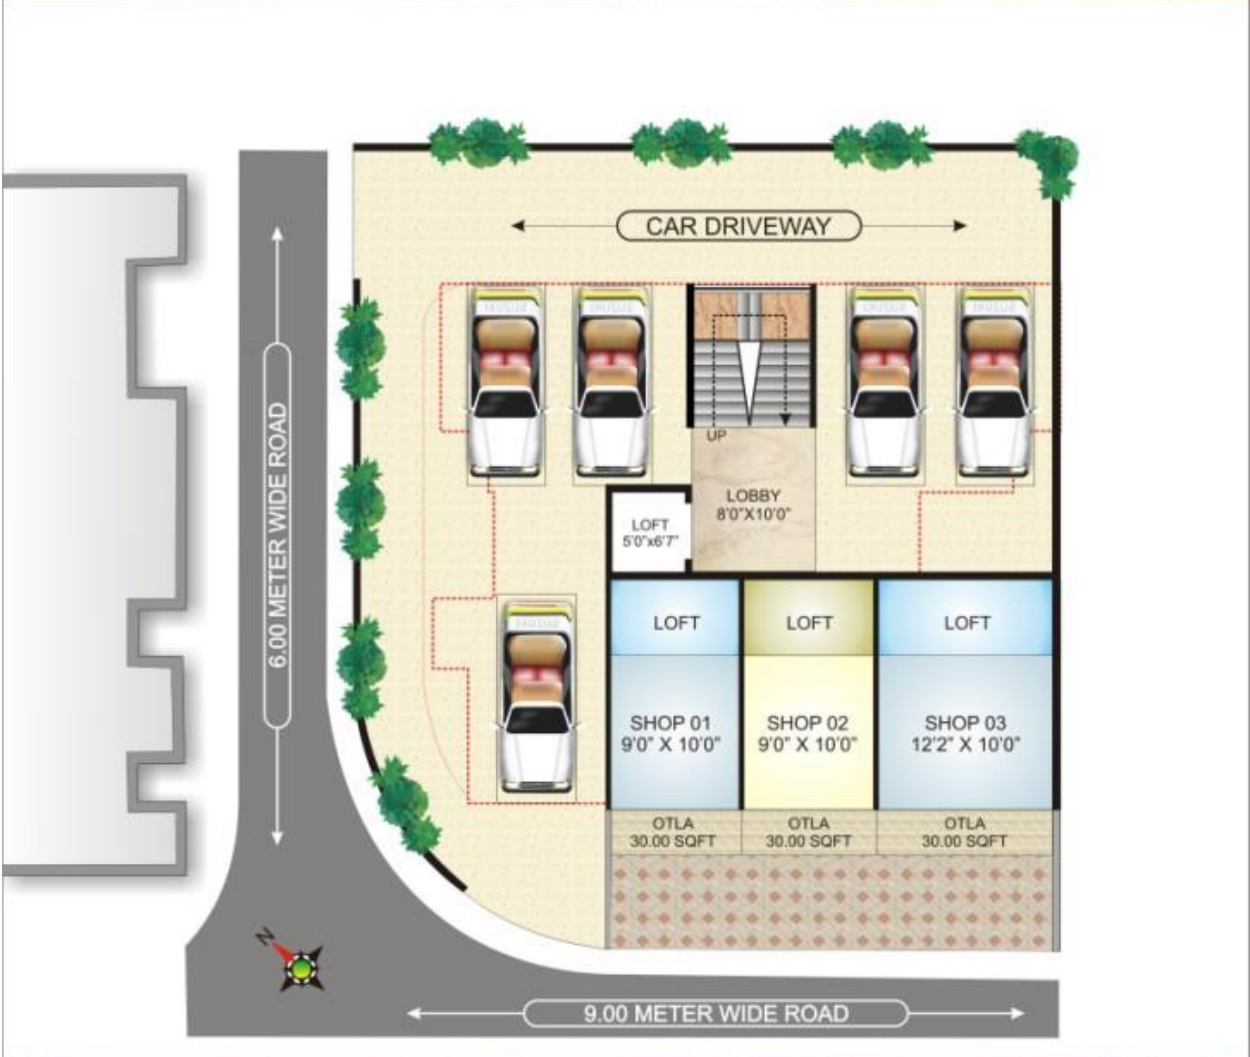 CAR DRIVEWAY
UP
LOBBY
8'0"X10'0"
LOFT
5'0"x6'7"
6.00 METER WIDE ROAD
LOFT
LOFT
LOFT
SHOP 01
9'0" X 10'0"
SHOP 02
9'0" X 10'0"
SHOP 03
12'2" X 10'0"
OTLA
30.00 SQFT
OTLA
30.00 SQFT
OTLA
30.00 SQFT
N
9.00 METER WIDE ROAD